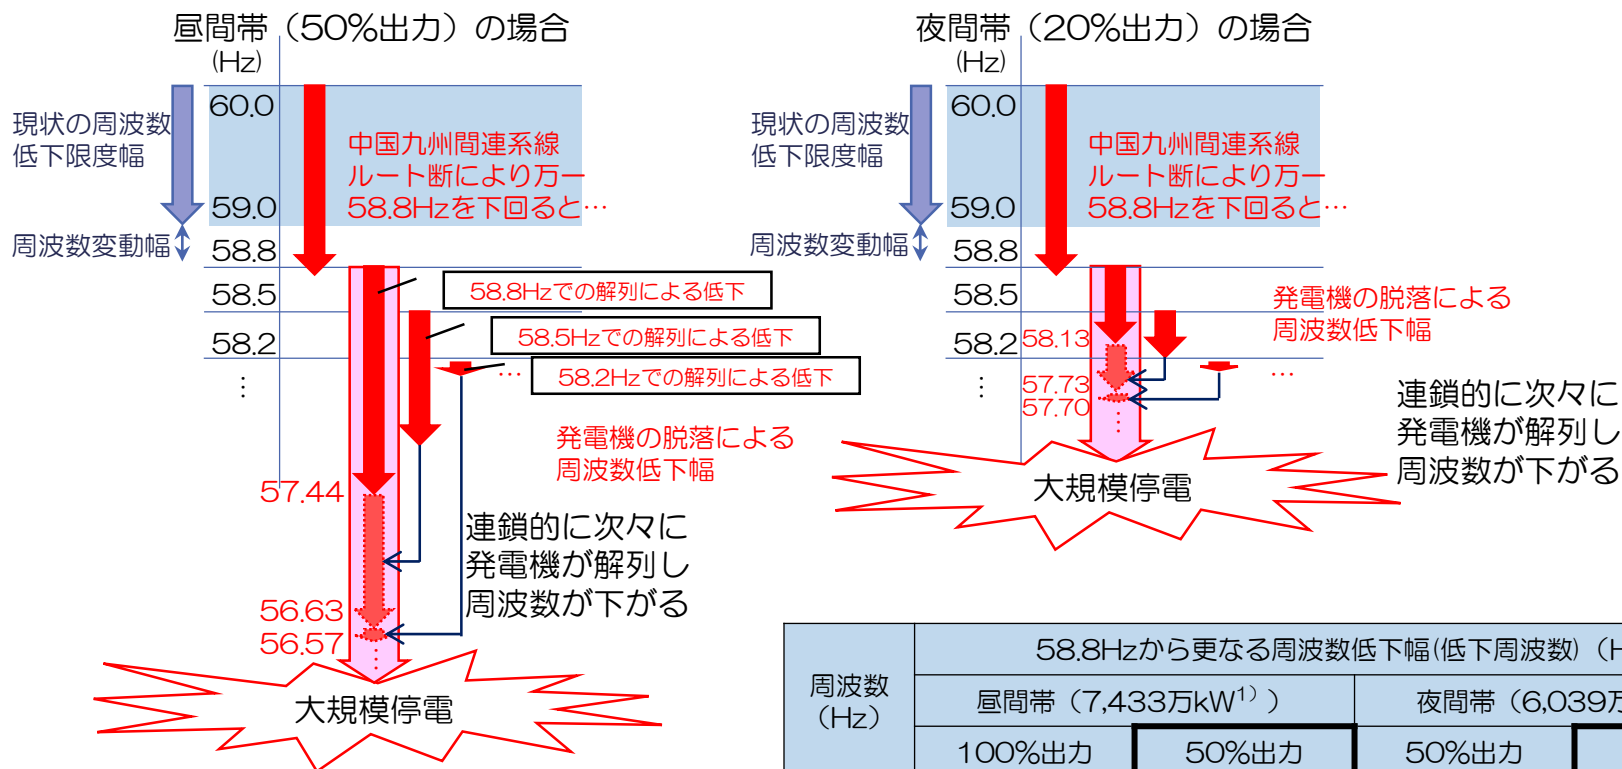 昼間帯（50%出力）の場合
(Hz)
現状の周波数
低下限度幅
周波数変動幅
60.0
59.0
58.8
58.5
58.2
⋮
中国九州間連系線
ルート断により万一
58.8Hzを下回ると…
58.8Hzでの解列による低下
58.5Hzでの解列による低下
…
58.2Hzでの解列による低下
発電機の脱落による
周波数低下幅
57.44
56.63
56.57
⋮
連鎖的に次々に
発電機が解列し
周波数が下がる
大規模停電
夜間帯（20%出力）の場合
(Hz)
現状の周波数
低下限度幅
周波数変動幅
60.0
59.0
58.8
58.5
58.2
⋮
中国九州間連系線
ルート断により万一
58.8Hzを下回ると…
発電機の脱落による
周波数低下幅
…
58.13
57.73
57.70
⋮
連鎖的に次々に
発電機が解列し
周波数が下がる
大規模停電
周波数
（Hz）
58.8Hzから更なる周波数低下幅(低下周波数)（H
昼間帯（7,433万kW1)）
夜間帯（6,039万
100%出力
50%出力
50%出力